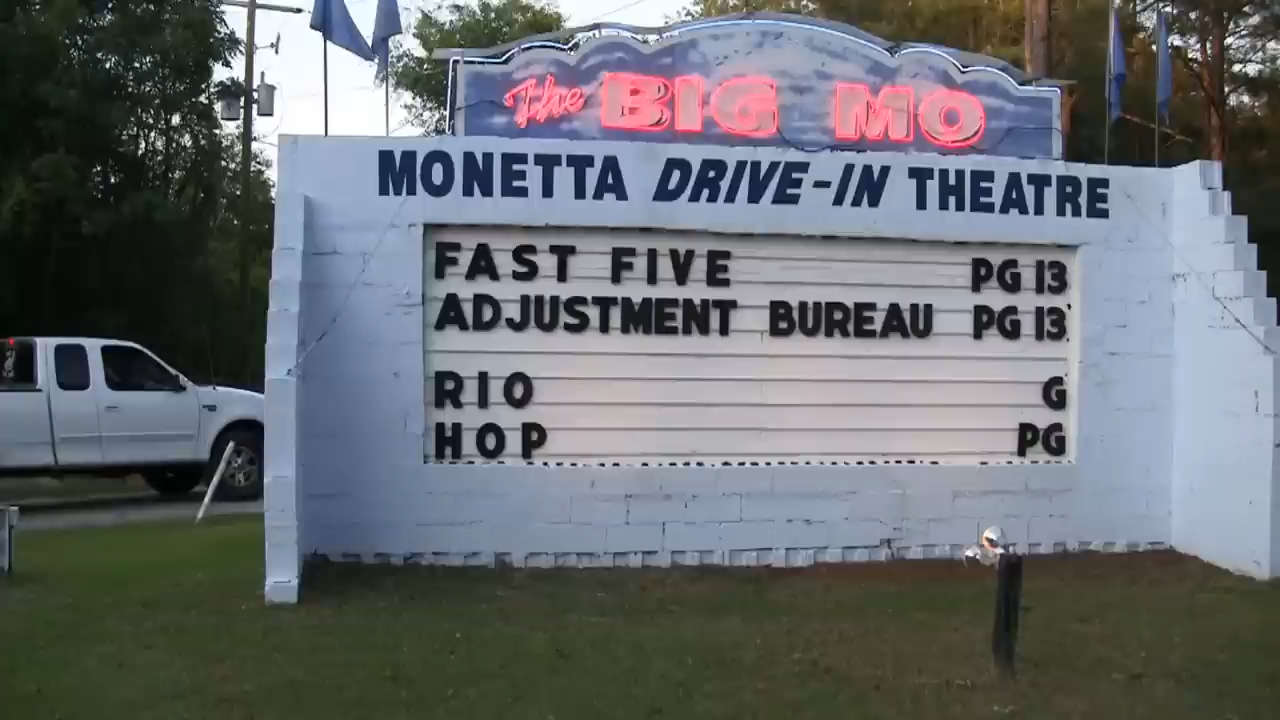 The BIG MO
MONETTA DRIVE-IN THEATRE
FAST FIVE PG 13
ADJUSTMENT BUREAU PG 13
RIO G
HOP PG